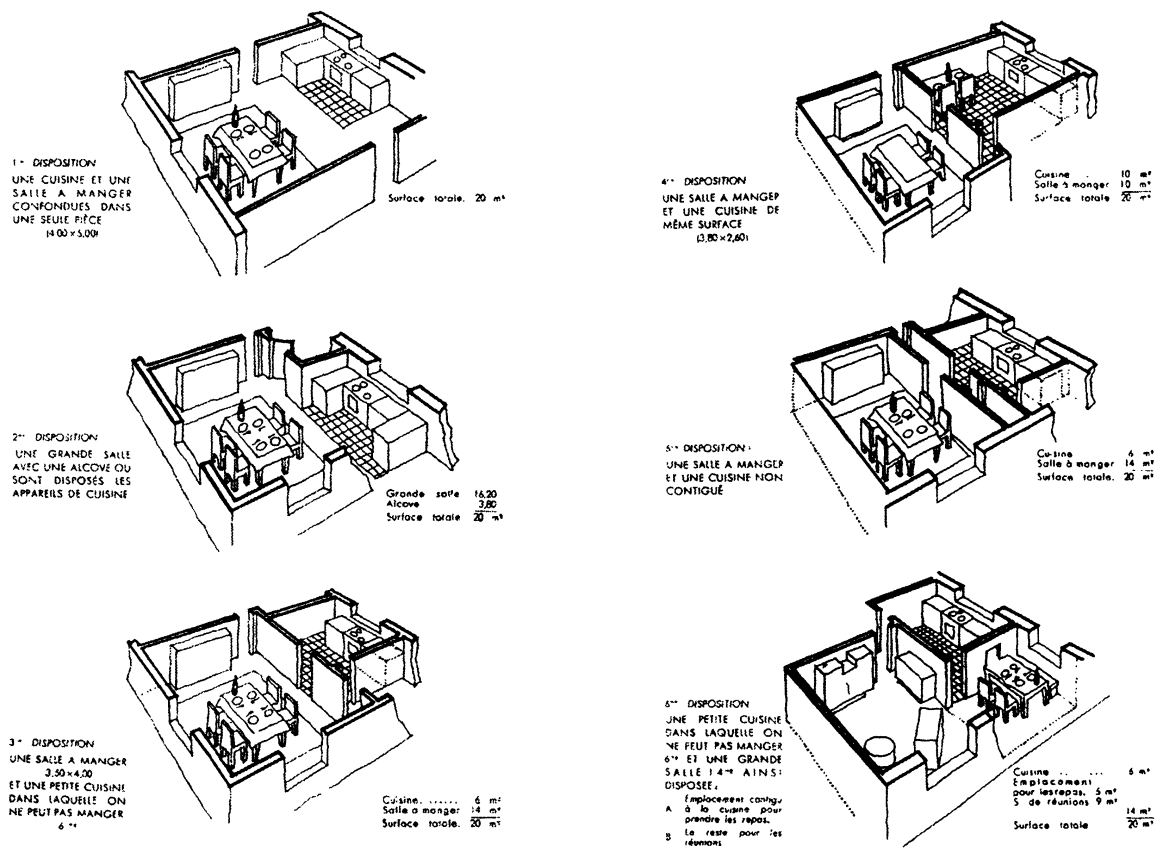 1re DISPOSITION
UNE CUISINE ET UNE
SALLE A MANGER
CONFONDUES DANS
UNE SEULE PIÈCE
(4.00 × 5,00)
Surface totale. 20 m²
2me DISPOSITION
UNE GRANDE SALLE
AVEC UNE ALCOVE OU
SONT DISPOSÉS LES
APPAREILS DE CUISINE
Grande salle 16,20
Alcove 3,80
Surface totale 20 m²
3me DISPOSITION
UNE SALLE A MANGER
3,50 × 4,00
ET UNE PETITE CUISINE
DANS LAQUELLE ON
NE PEUT PAS MANGER
6 m²
Cuisine....... 6 m²
Salle a manger 14 m²
Surface totale. 20 m²
4me DISPOSITION
UNE SALLE A MANGER
ET UNE CUISINE DE
MÊME SURFACE
(3,80 × 2,60)
Cuisine . 10 m²
Salle à manger 10 m²
Surface totale 20 m²
5me DISPOSITION :
UNE SALLE A MANGER
ET UNE CUISINE NON
CONTIGUË
Cuisine 6 m²
Salle à manger 14 m²
Surface totale. 20 m²
6me DISPOSITION
UNE PETITE CUISINE
DANS LAQUELLE ON
NE PEUT PAS MANGER
6m² ET UNE GRANDE
SALLE 14m² AINSI
DISPOSÉE :
A Emplacement contigu
à la cuisine pour
prendre les repas.
B Le reste pour les
réunions
Cuisine .. ... 6 m²
Emplacement
pour les repas. 5 m²
S. de réunions 9 m²
14 m²
Surface totale 20 m²